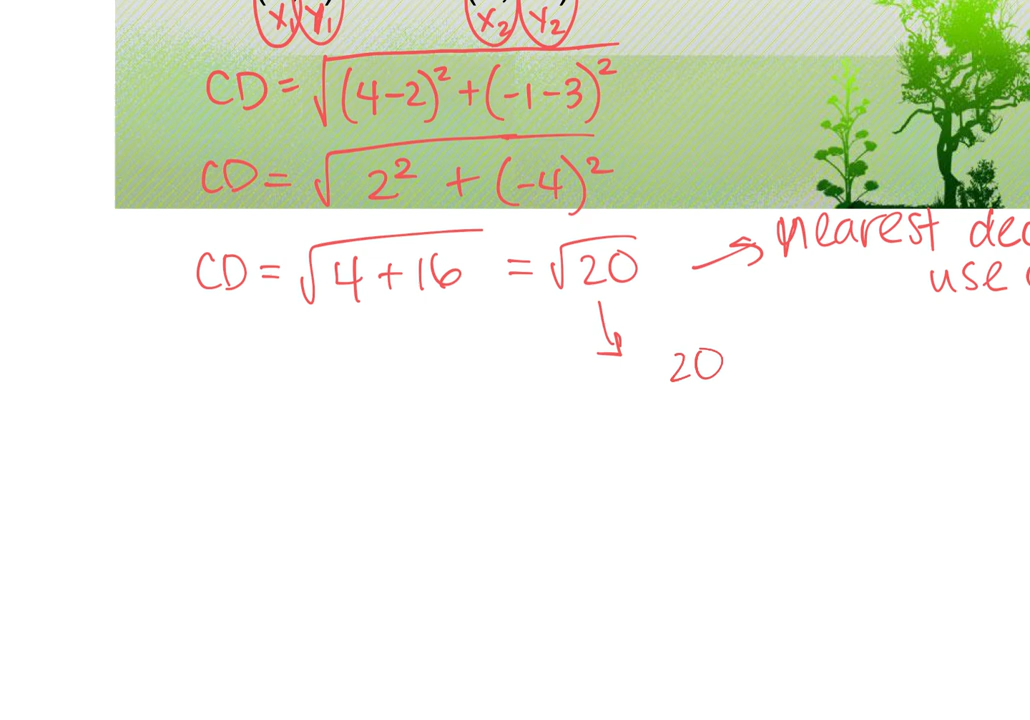 X₁ Y₁ X₂ Y₂
CD = √(4-2)² + (-1-3)²
CD = √2² + (-4)²
CD = √4+16 = √20 → nearest
use
20